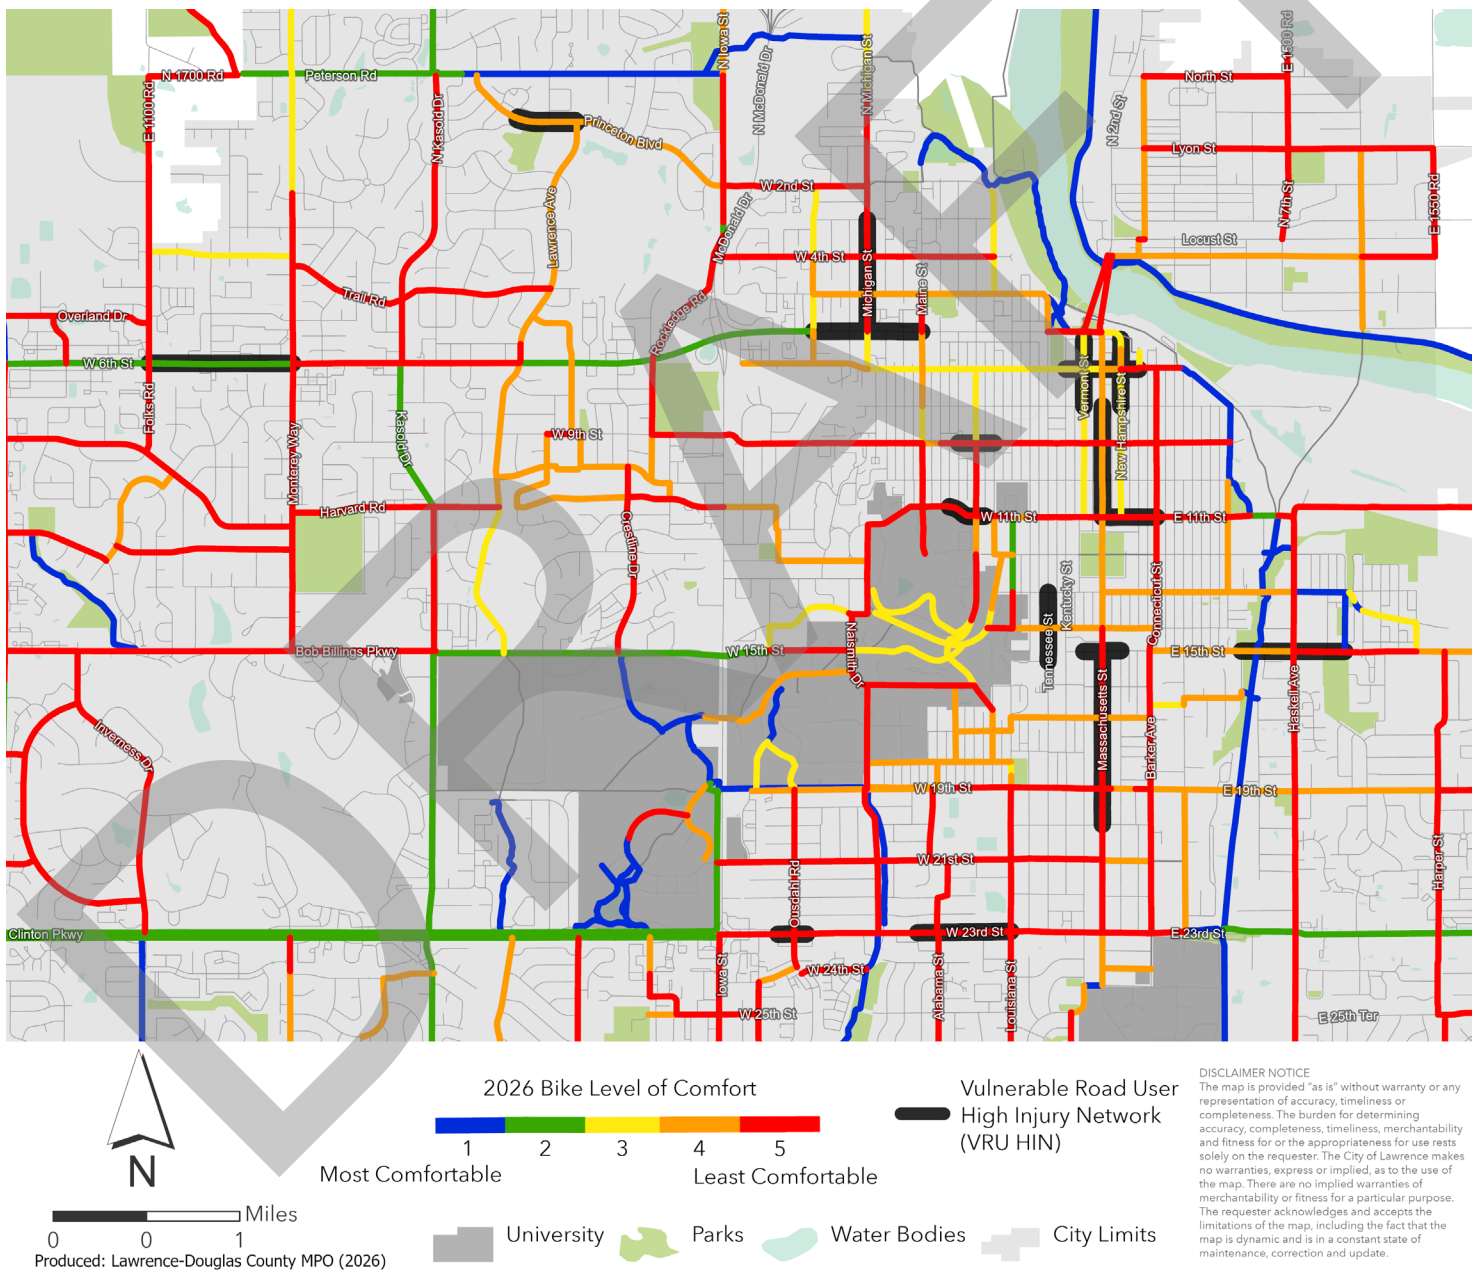 N Iowa St
N McDonald Dr
N Michigan St
E 1500 Rd
N 1700 Rd
Peterson Rd
North St
E 1100 Rd
N Kasold Dr
N 2nd St
Princeton Blvd
Lyon St
W 2nd St
Lawrence Ave
McDonald Dr
N 7th St
E 1550 Rd
Locust St
W 4th St
Michigan St
Maine St
Trail Rd
Overland Dr
Rockledge Rd
W 6th St
Folks Rd
Kasold Dr
Vermont St
New Hampshire St
W 9th St
Monterey Way
Harvard Rd
Crestline Dr
W 11th St
E 11th St
Kentucky St
Tennessee St
Connecticut St
Bob Billings Pkwy
W 15th St
Naismith Dr
E 15th St
Haskell Ave
Massachusetts St
Barker Ave
Inverness Dr
W 19th St
E 19th St
W 21st St
Ousdahl Rd
Harper St
Clinton Pkwy
W 23rd St
E 23rd St
Iowa St
W 24th St
Alabama St
Louisiana St
W 25th St
E 25th Ter
DRAFT
N
Miles
0 0 1
Produced: Lawrence-Douglas County MPO (2026)
2026 Bike Level of Comfort
1 2 3 4 5
Most Comfortable
Least Comfortable
Vulnerable Road User
High Injury Network
(VRU HIN)
University
Parks
Water Bodies
City Limits
DISCLAIMER NOTICE
The map is provided "as is" without warranty or any
representation of accuracy, timeliness or
completeness. The burden for determining
accuracy, completeness, timeliness, merchantability
and fitness for or the appropriateness for use rests
solely on the requester. The City of Lawrence makes
no warranties, express or implied, as to the use of
the map. There are no implied warranties of
merchantability or fitness for a particular purpose.
The requester acknowledges and accepts the
limitations of the map, including the fact that the
map is dynamic and is in a constant state of
maintenance, correction and update.